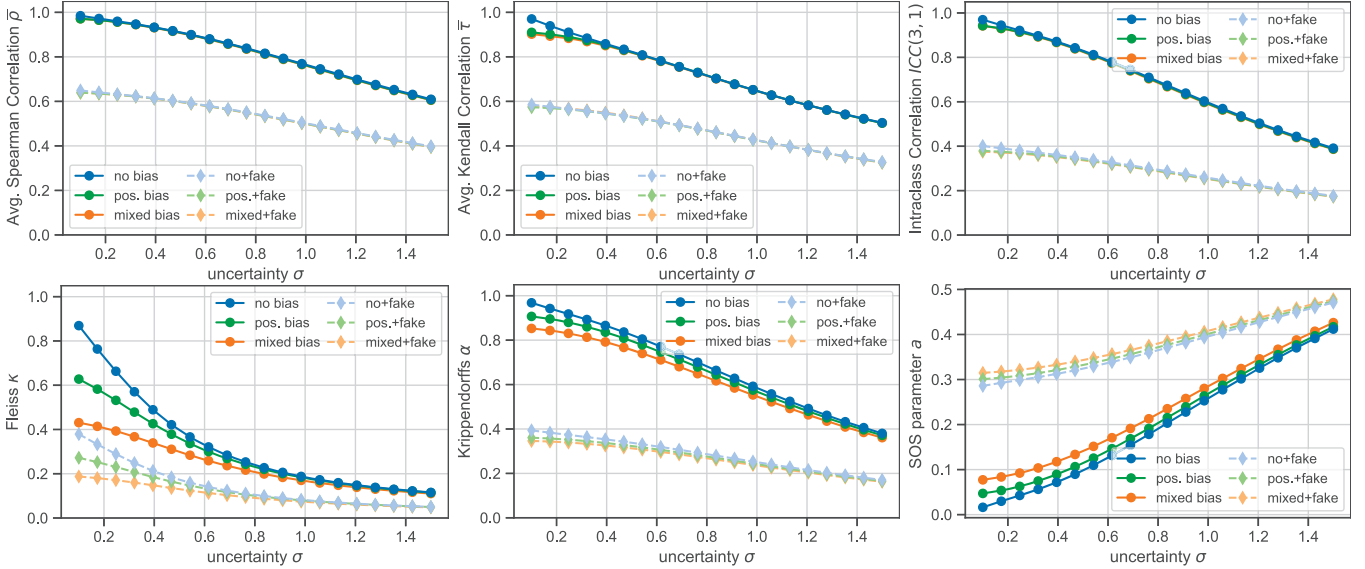 Avg. Spearman Correlation ρ̅
1.0
0.8
0.6
0.4
0.2
0.0
no bias
pos. bias
mixed bias
no+fake
pos.+fake
mixed+fake
0.2 0.4 0.6 0.8 1.0 1.2 1.4
uncertainty σ
Avg. Kendall Correlation τ̅
1.0
0.8
0.6
0.4
0.2
0.0
no bias
pos. bias
mixed bias
no+fake
pos.+fake
mixed+fake
0.2 0.4 0.6 0.8 1.0 1.2 1.4
uncertainty σ
Intraclass Correlation ICC(3, 1)
1.0
0.8
0.6
0.4
0.2
0.0
no bias
pos. bias
mixed bias
no+fake
pos.+fake
mixed+fake
0.2 0.4 0.6 0.8 1.0 1.2 1.4
uncertainty σ
Fleiss κ
1.0
0.8
0.6
0.4
0.2
0.0
no bias
pos. bias
mixed bias
no+fake
pos.+fake
mixed+fake
0.2 0.4 0.6 0.8 1.0 1.2 1.4
uncertainty σ
Krippendorffs α
1.0
0.8
0.6
0.4
0.2
0.0
no bias
pos. bias
mixed bias
no+fake
pos.+fake
mixed+fake
0.2 0.4 0.6 0.8 1.0 1.2 1.4
uncertainty σ
SOS parameter a
0.5
0.4
0.3
0.2
0.1
0.0
no bias
pos. bias
mixed bias
no+fake
pos.+fake
mixed+fake
0.2 0.4 0.6 0.8 1.0 1.2 1.4
uncertainty σ